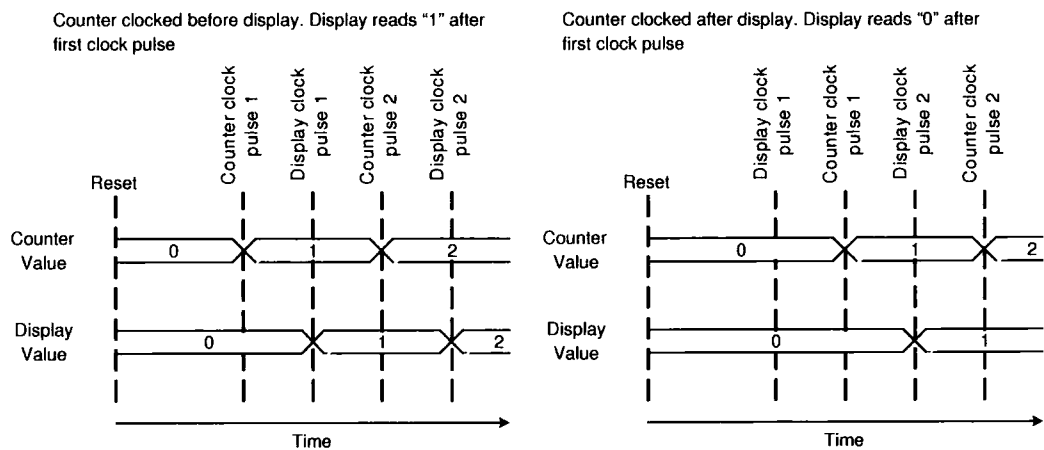 Counter clocked before display. Display reads "1" after
first clock pulse
Counter clock
pulse 1
Display clock
pulse 1
Counter clock
pulse 2
Display clock
pulse 2
Reset
Counter
Value
0
1
2
Display
Value
0
1
2
Time
Counter clocked after display. Display reads “0” after
first clock pulse
Display clock
pulse 1
Counter clock
pulse 1
Display clock
pulse 2
Counter clock
pulse 2
Reset
Counter
Value
0
1
2
Display
Value
0
1
Time